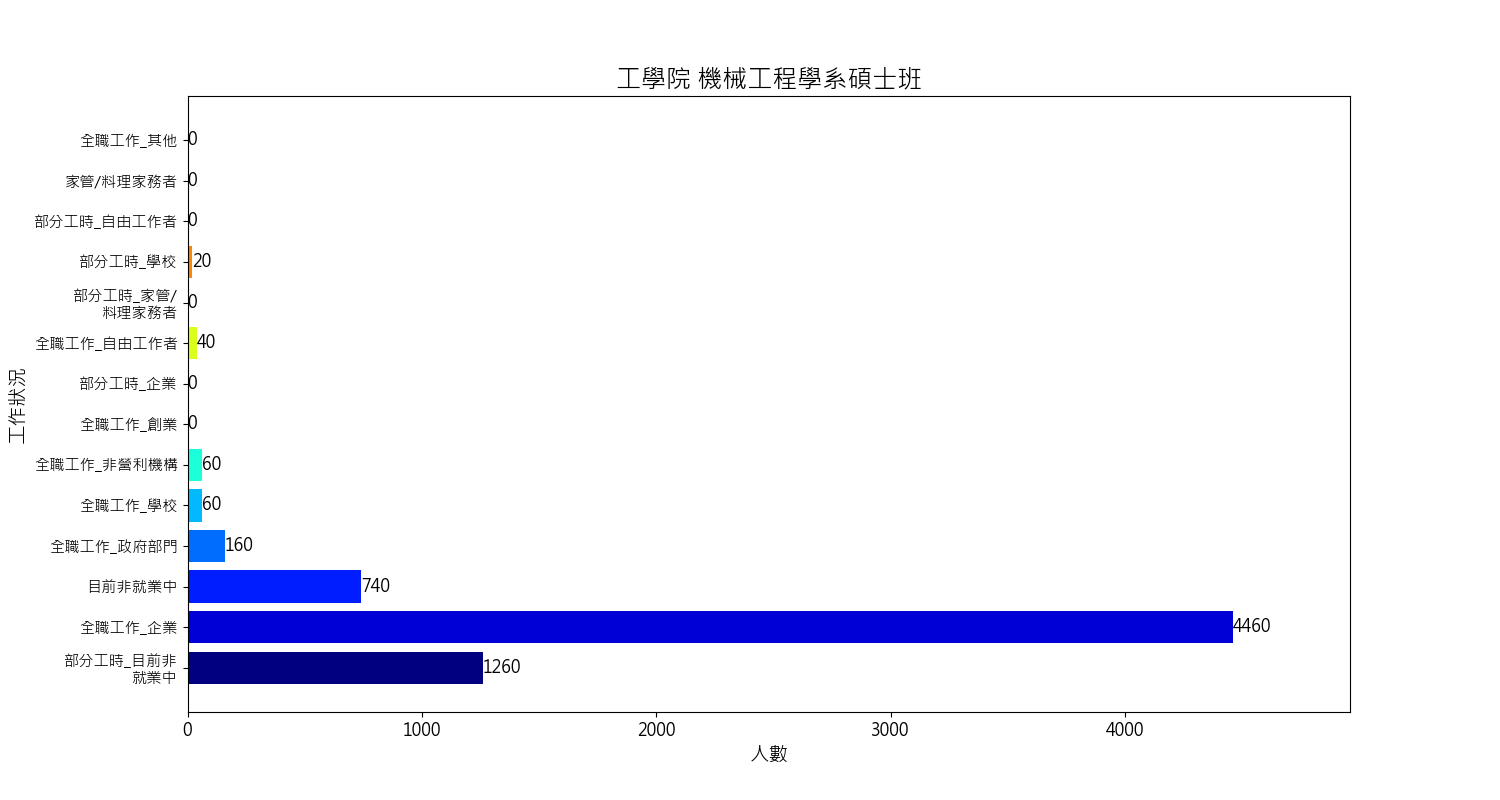 工學院 機械工程學系碩士班
工作狀況
全職工作_其他 0
家管/料理家務者 0
部分工時_自由工作者 0
部分工時_學校 20
部分工時_家管/
料理家務者 0
全職工作_自由工作者 40
部分工時_企業 0
全職工作_創業 0
全職工作_非營利機構 60
全職工作_學校 60
全職工作_政府部門 160
目前非就業中 740
全職工作_企業 4460
部分工時_目前非
就業中 1260
0 1000 2000 3000 4000
人數